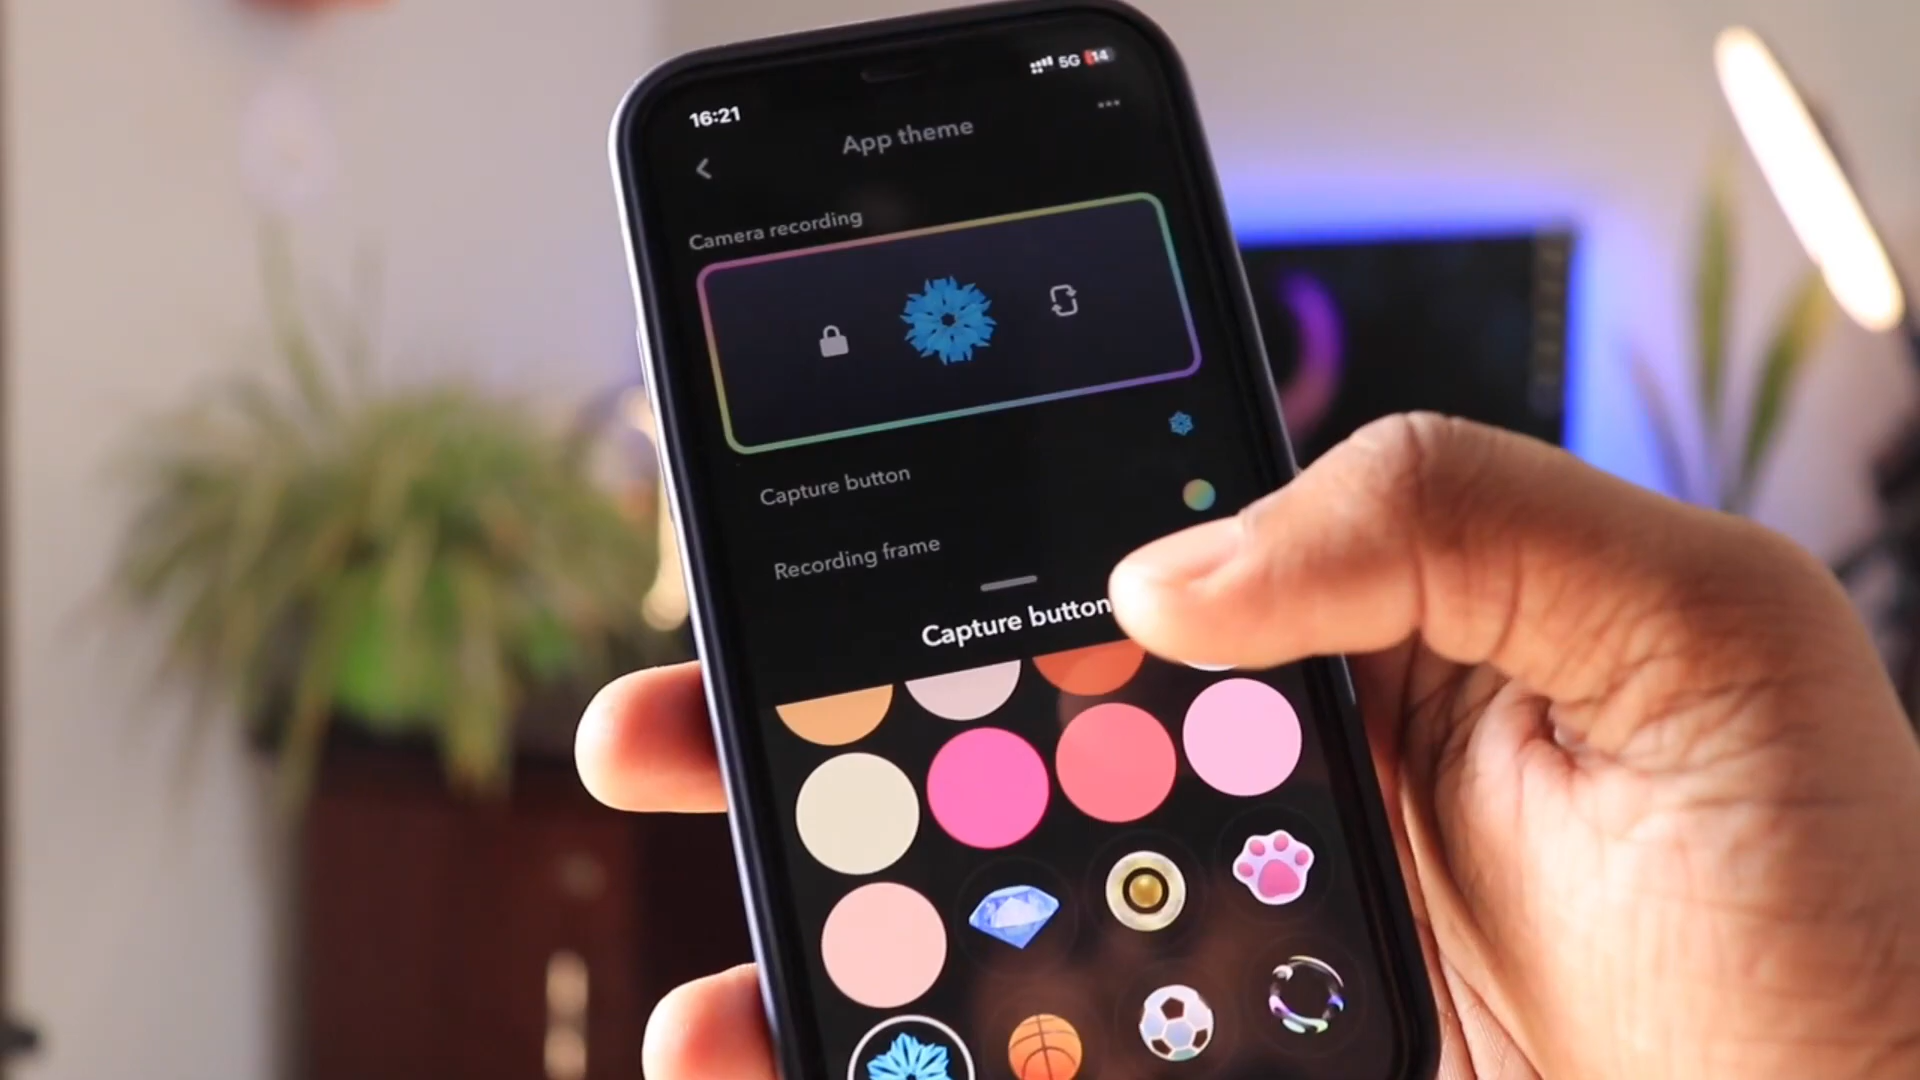 16:21
5G 14
App theme
Camera recording
Capture button
Recording frame
Capture button